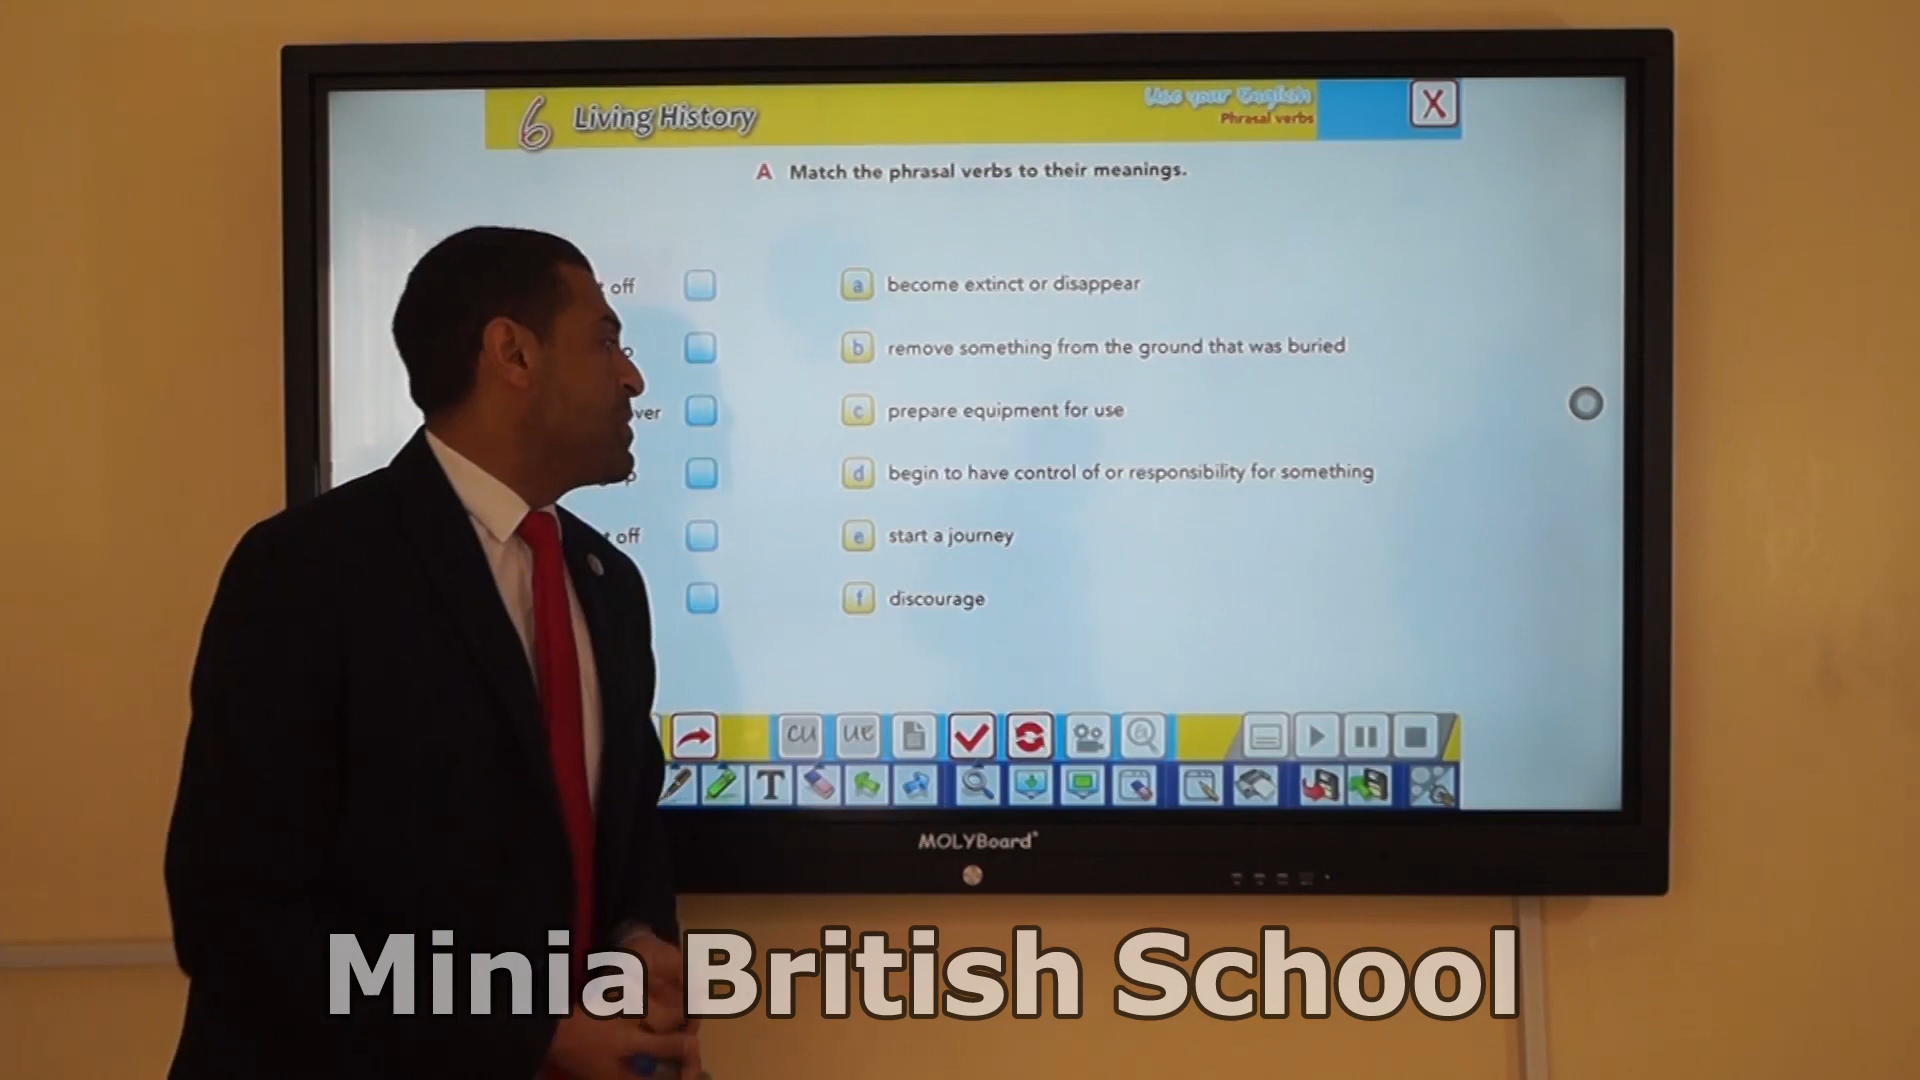 6 Living History
Use your English
Phrasal verbs
X
A Match the phrasal verbs to their meanings.
off
a become extinct or disappear
b remove something from the ground that was buried
c prepare equipment for use
d begin to have control of or responsibility for something
off
e start a journey
f discourage
CU UE
T
MOLYBoard
Minia British School